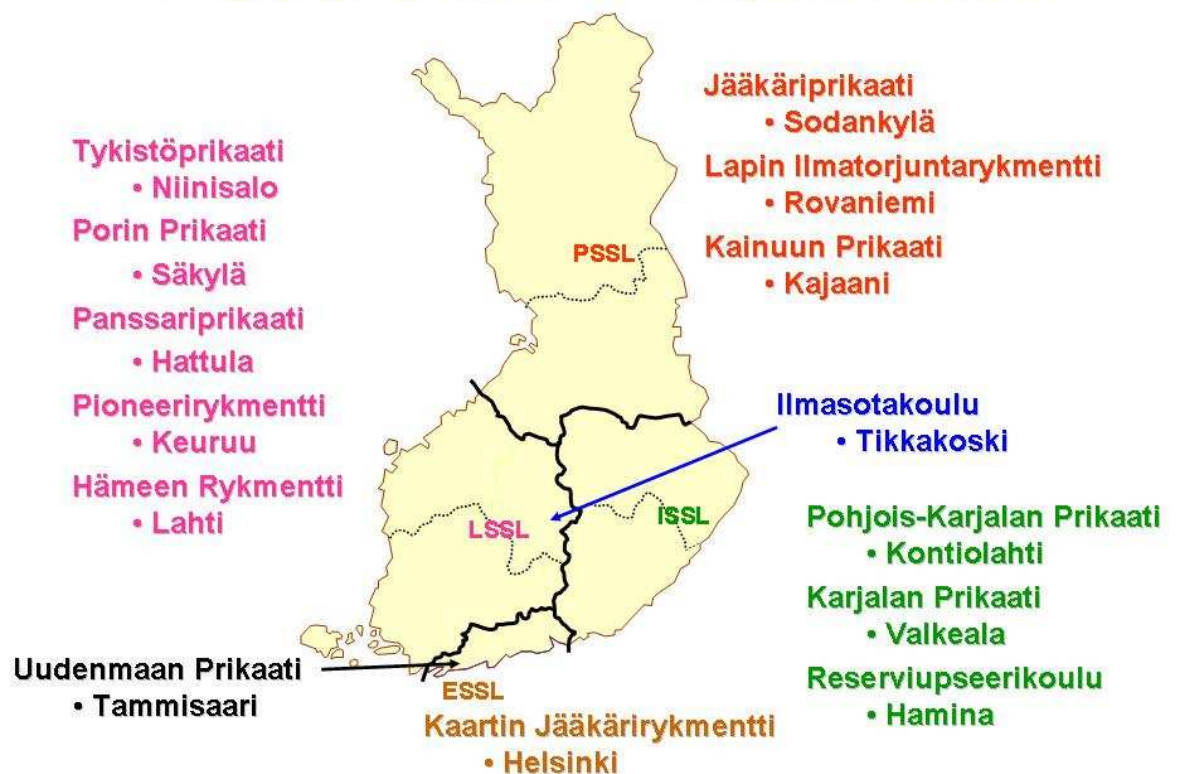 Tykistöprikaati
• Niinisalo
Porin Prikaati
• Säkylä
Panssariprikaati
• Hattula
Pioneerirykmentti
• Keuruu
Hämeen Rykmentti
• Lahti
Jääkäriprikaati
• Sodankylä
Lapin Ilmatorjuntarykmentti
• Rovaniemi
Kainuun Prikaati
• Kajaani
PSSL
Ilmasotakoulu
• Tikkakoski
LSSL
ISSL
Pohjois-Karjalan Prikaati
• Kontiolahti
Karjalan Prikaati
• Valkeala
Reserviupseerikoulu
• Hamina
Uudenmaan Prikaati
• Tammisaari
ESSL
Kaartin Jääkärirykmentti
• Helsinki